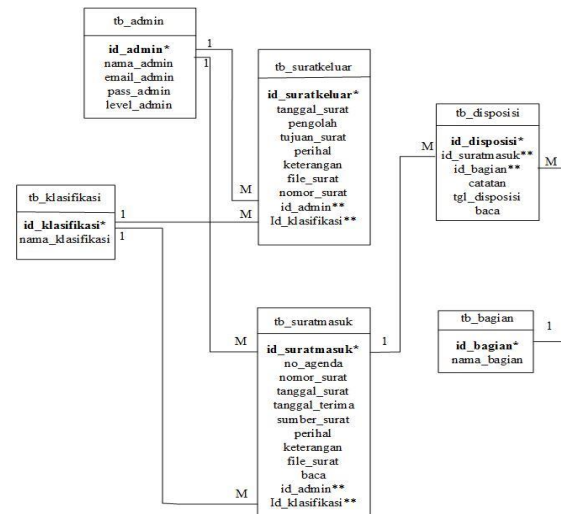 tb_admin
id_admin*
nama_admin
email_admin
pass_admin
level_admin
1
1
tb_suratkeluar
id_suratkeluar*
tanggal_surat
pengolah
tujuan_surat
perihal
keterangan
file_surat
nomor_surat
id_admin**
Id_klasifikasi**
M
M
tb_disposisi
id_disposisi*
id_suratmasuk**
id_bagian**
catatan
tgl_disposisi
baca
M
M
tb_klasifikasi
id_klasifikasi*
nama_klasifikasi
1
1
tb_suratmasuk
id_suratmasuk*
no_agenda
nomor_surat
tanggal_surat
tanggal_terima
sumber_surat
perihal
keterangan
file_surat
baca
id_admin**
Id_klasifikasi**
M
M
1
tb_bagian
id_bagian*
nama_bagian
1